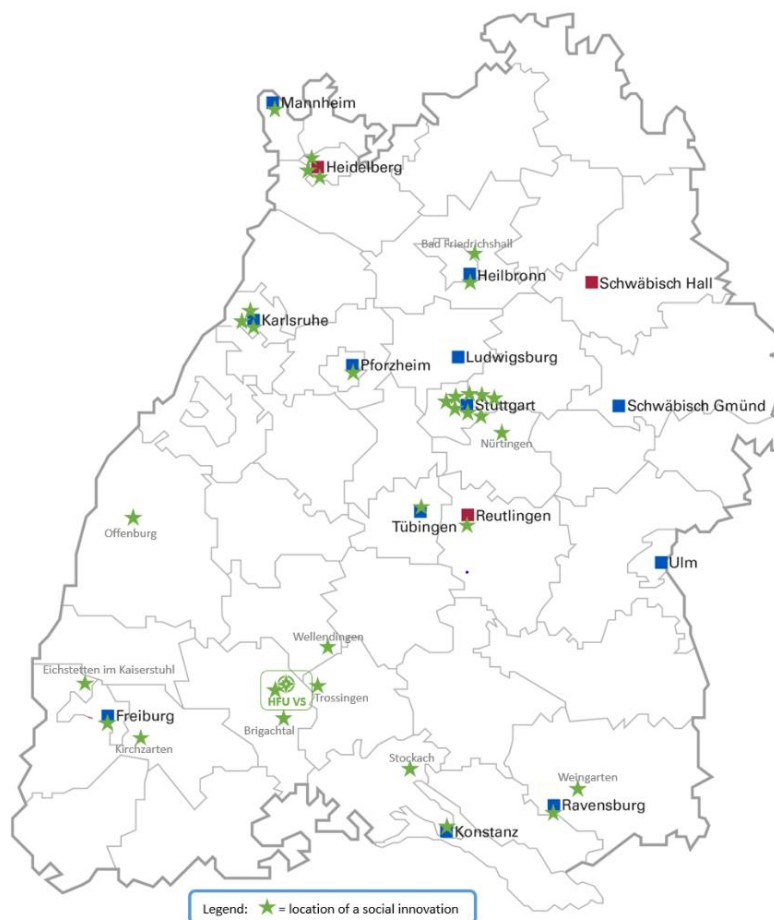 Mannheim
Heidelberg
Bad Friedrichshall
Heilbronn
Schwäbisch Hall
Karlsruhe
Ludwigsburg
Pforzheim
Stuttgart
Schwäbisch Gmünd
Nürtingen
Offenburg
Tübingen
Reutlingen
Ulm
Wellendingen
Eichstetten im Kaiserstuhl
HFU VS
Trossingen
Freiburg
Brigachtal
Kirchzarten
Stockach
Weingarten
Ravensburg
Konstanz
Legend: ★ = location of a social innovation